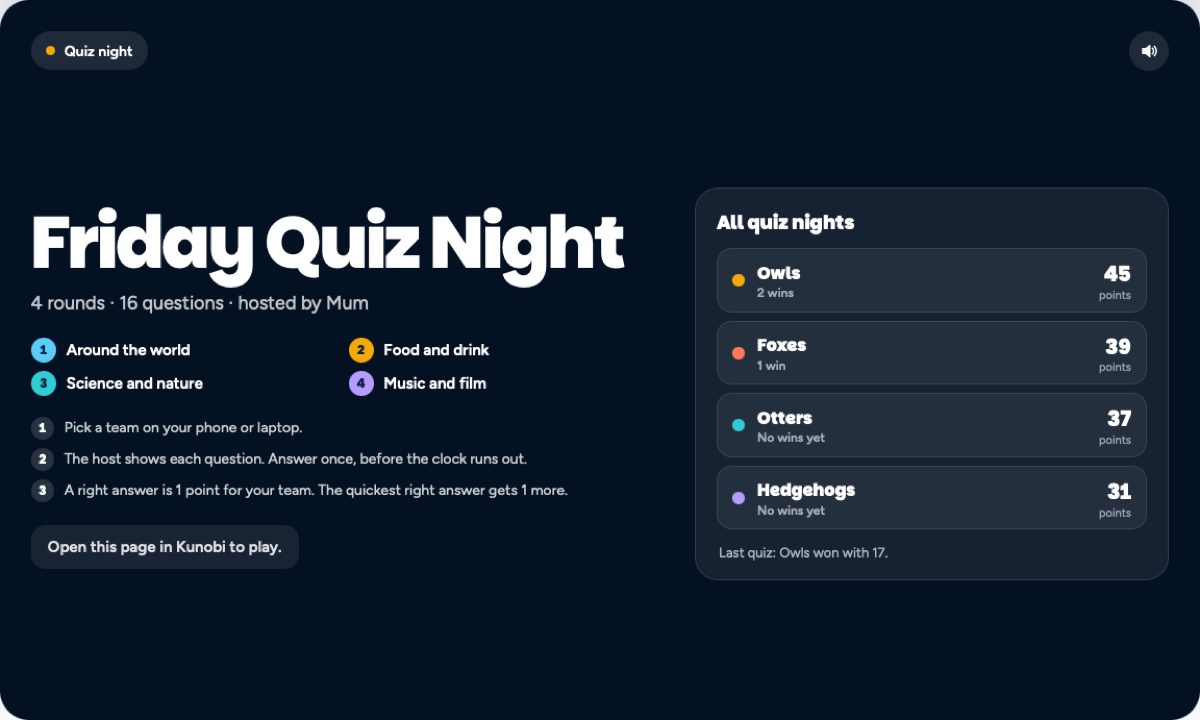 Quiz night
Friday Quiz Night
4 rounds · 16 questions · hosted by Mum
1 Around the world
2 Food and drink
3 Science and nature
4 Music and film
1 Pick a team on your phone or laptop.
2 The host shows each question. Answer once, before the clock runs out.
3 A right answer is 1 point for your team. The quickest right answer gets 1 more.
Open this page in Kunobi to play.
All quiz nights
Owls
2 wins
45
points
Foxes
1 win
39
points
Otters
No wins yet
37
points
Hedgehogs
No wins yet
31
points
Last quiz: Owls won with 17.